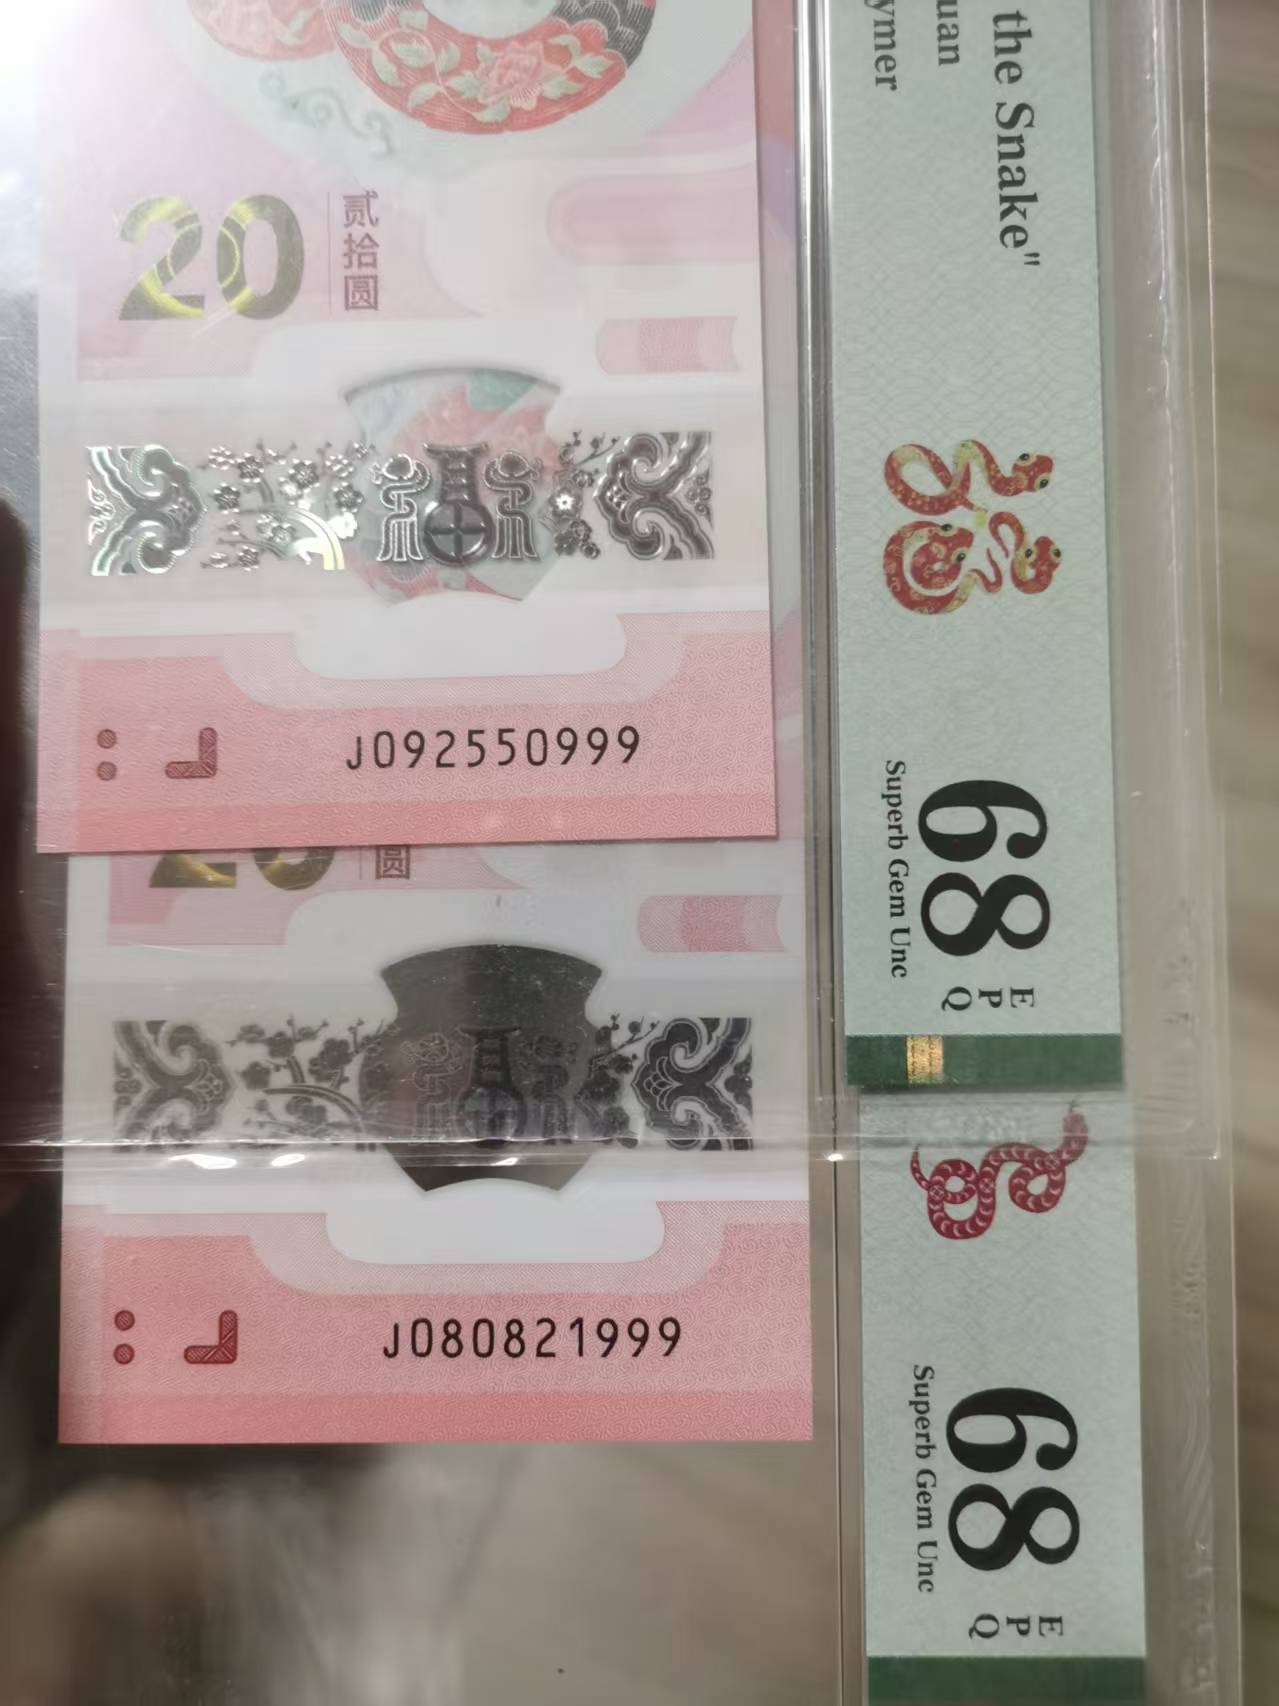 20
贰拾圆
J092550999
圆
J080821999
the Snake"
uan
ymer
68
EPQ
Superb Gem Unc
68
EPQ
Superb Gem Unc